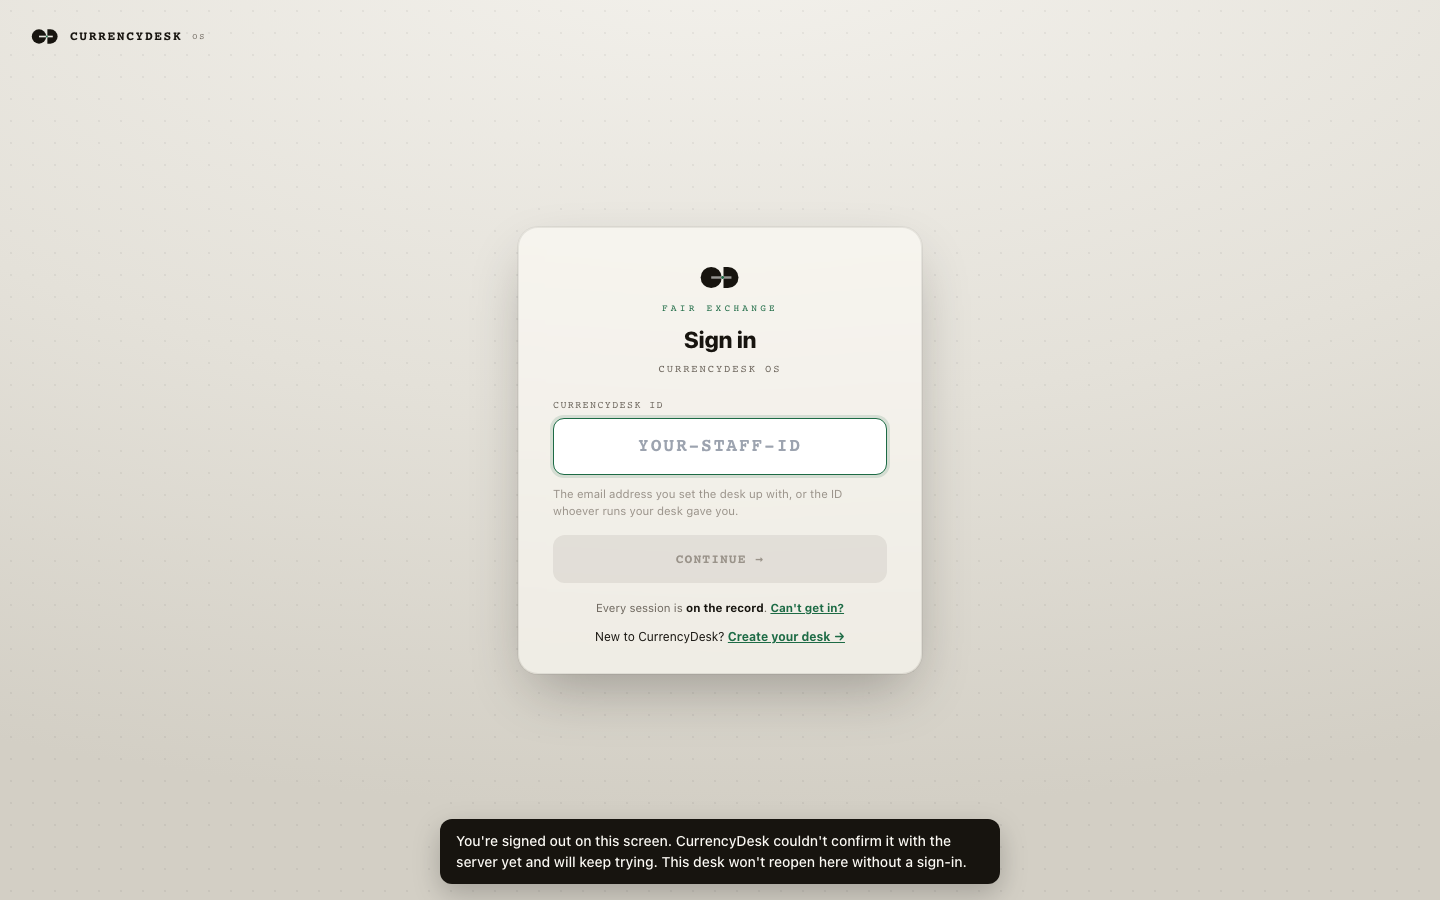 CURRENCYDESK OS
FAIR EXCHANGE
Sign in
CURRENCYDESK OS
CURRENCYDESK ID
YOUR-STAFF-ID
The email address you set the desk up with, or the ID
whoever runs your desk gave you.
CONTINUE →
Every session is on the record. Can't get in?
New to CurrencyDesk? Create your desk →
You're signed out on this screen. CurrencyDesk couldn't confirm it with the
server yet and will keep trying. This desk won't reopen here without a sign-in.